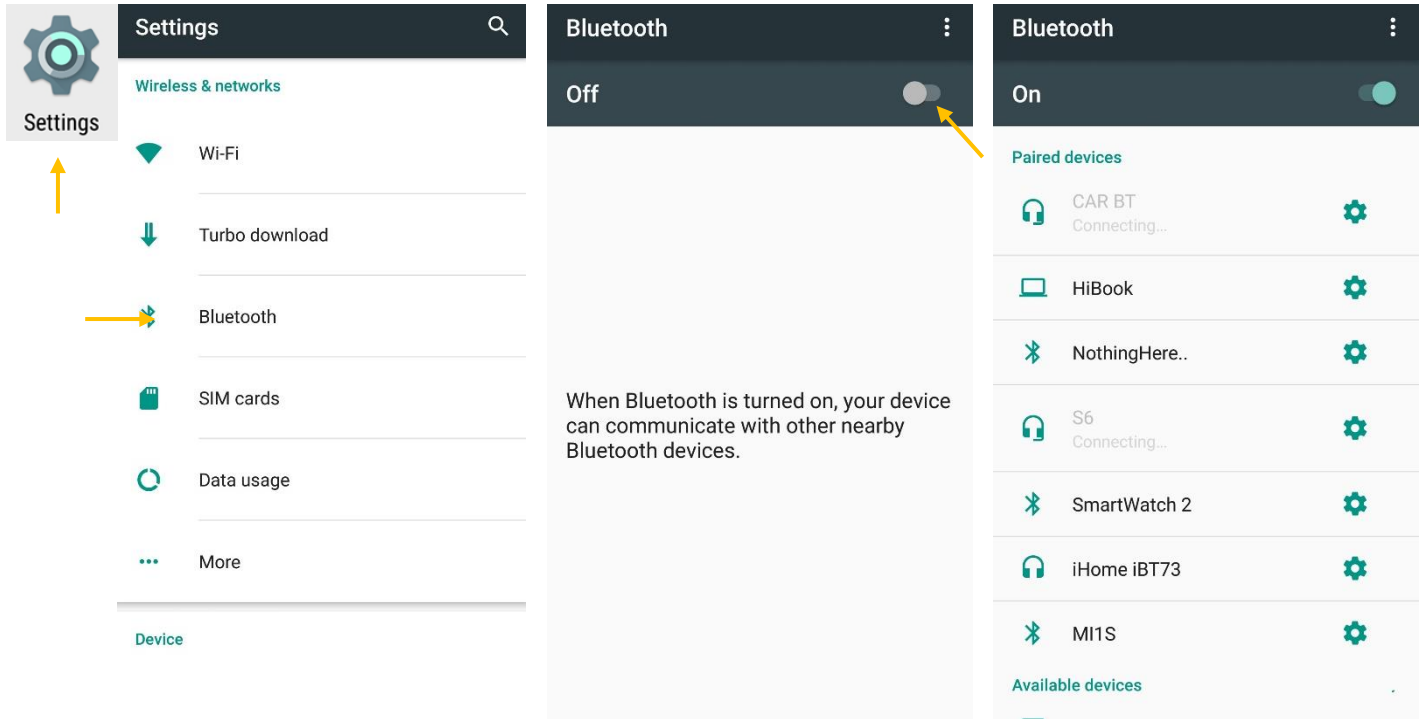 Settings
Settings
Wireless & networks
Wi-Fi
Turbo download
Bluetooth
SIM cards
Data usage
More
Device
Bluetooth
Off
When Bluetooth is turned on, your device
can communicate with other nearby
Bluetooth devices.
Bluetooth
On
Paired devices
CAR BT
Connecting...
HiBook
NothingHere..
S6
Connecting...
SmartWatch 2
iHome iBT73
MI1S
Available devices